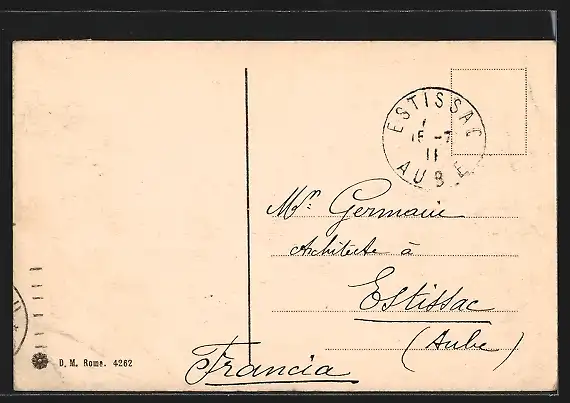 ESTISSAC
15 -7
11
AUBE
Mr. Germain
Architecte à
Estissac
(Aube)
Francia
D. M. Rome. 4262